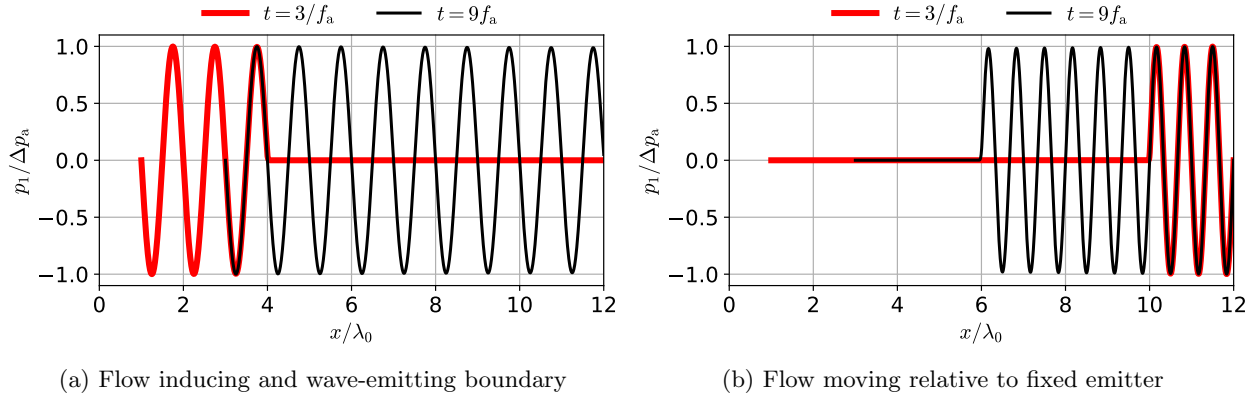 t = 3/f_a t = 9f_a
1.0
0.5
0.0
−0.5
−1.0
p_1/Δp_a
0 2 4 6 8 10 12
x/λ_0
(a) Flow inducing and wave-emitting boundary
t = 3/f_a t = 9f_a
1.0
0.5
0.0
−0.5
−1.0
p_1/Δp_a
0 2 4 6 8 10 12
x/λ_0
(b) Flow moving relative to fixed emitter